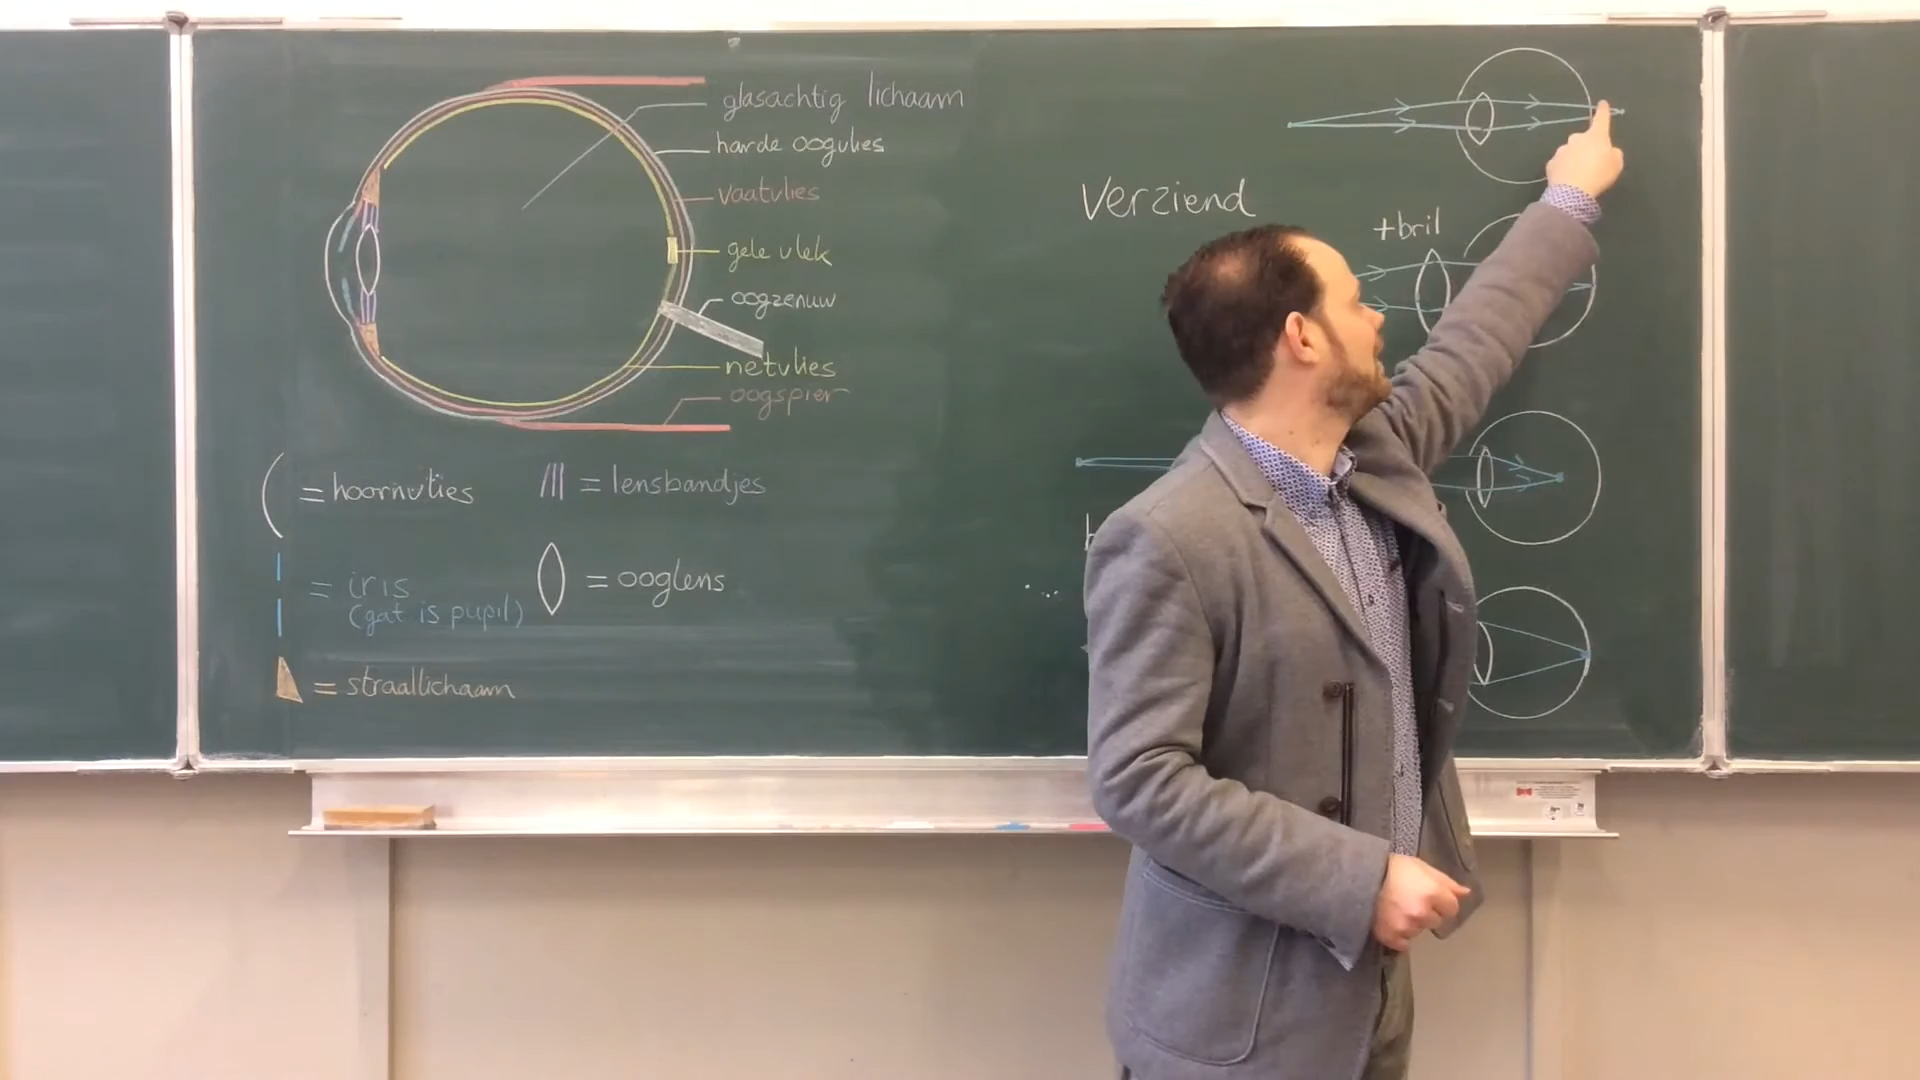 glasachtig lichaam
harde oogvlies
vaatvlies
gele vlek
oogzenuw
netvlies
oogspier
= hoornvlies
= iris
(gat is pupil)
= straallichaam
||| = lensbandjes
= ooglens
Verziend
+bril